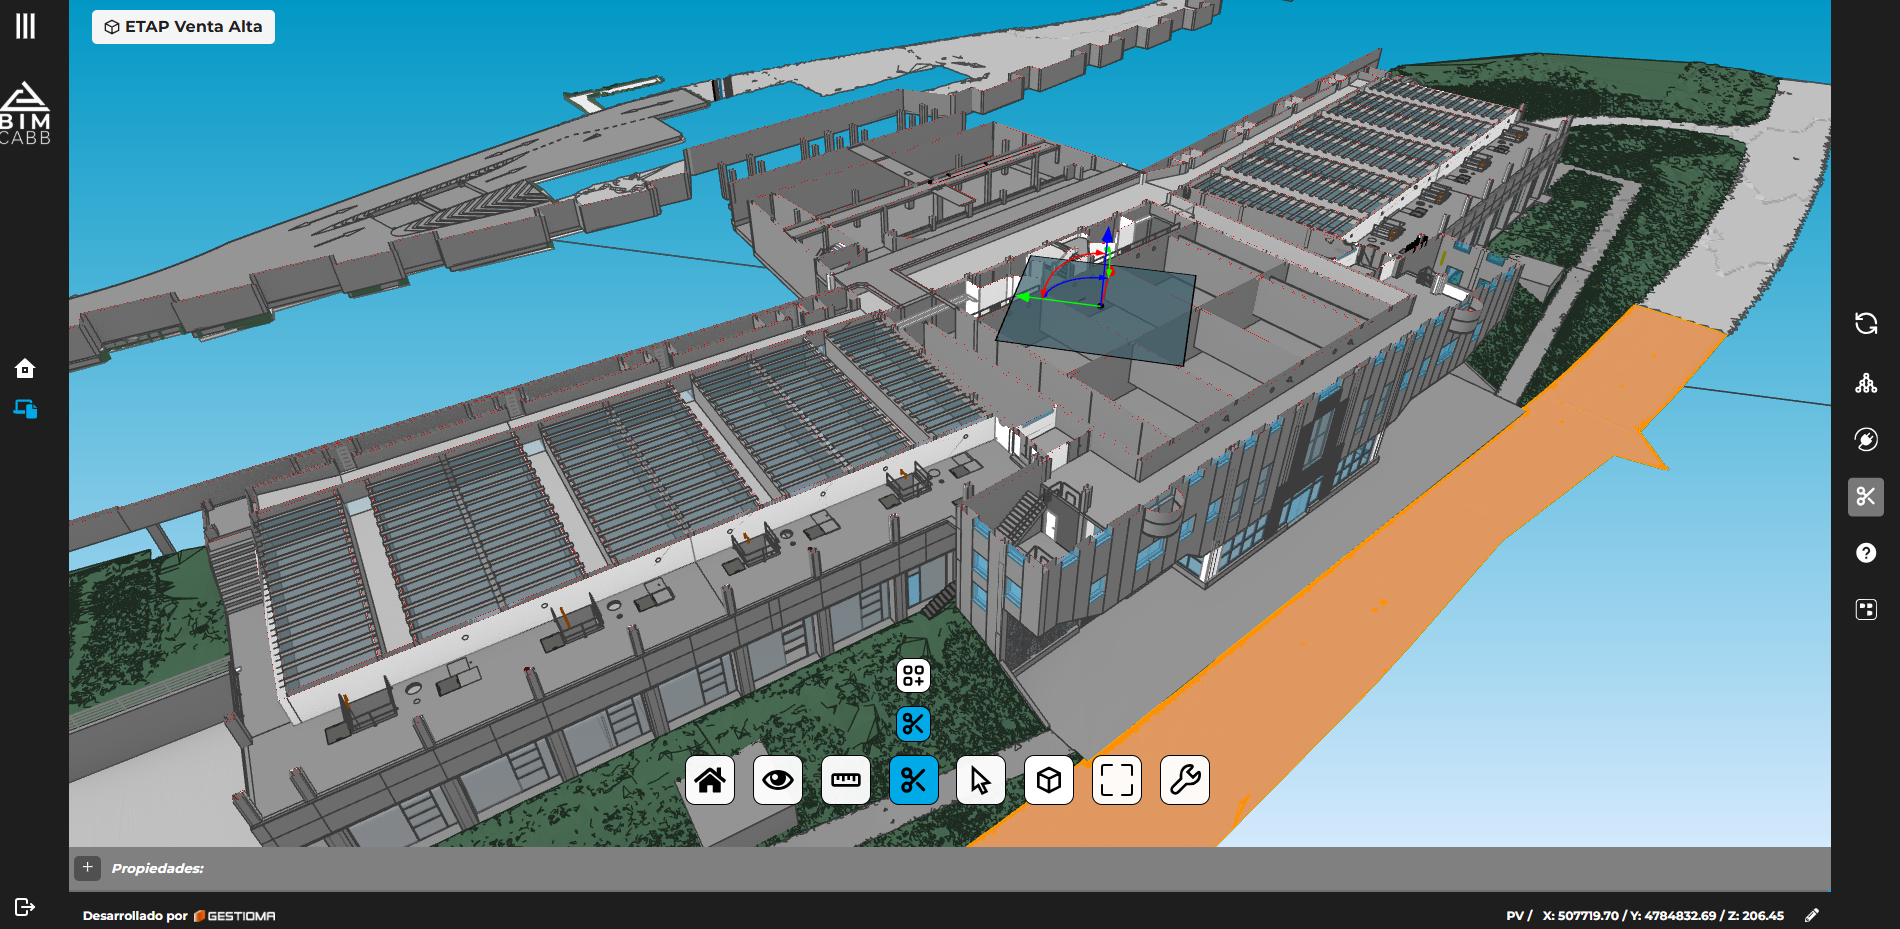 ETAP Venta Alta
BIM
CABB
+ Propiedades:
Desarrollado por GESTIOMA
PV / X: 507719.70 / Y: 4784832.69 / Z: 206.45